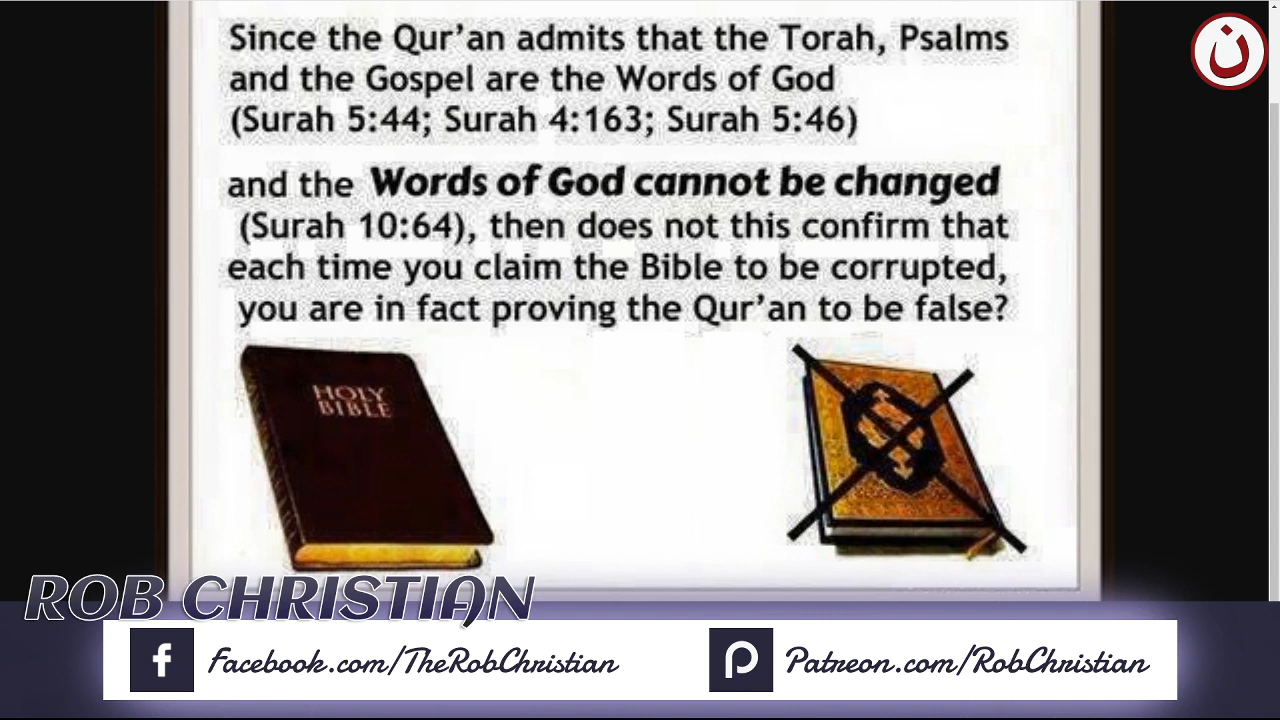 Since the Qur’an admits that the Torah, Psalms
and the Gospel are the Words of God
(Surah 5:44; Surah 4:163; Surah 5:46)
and the Words of God cannot be changed
(Surah 10:64), then does not this confirm that
each time you claim the Bible to be corrupted,
you are in fact proving the Qur’an to be false?
HOLY
BIBLE
ن
ROB CHRISTIAN
Facebook.com/TheRobChristian
Patreon.com/RobChristian